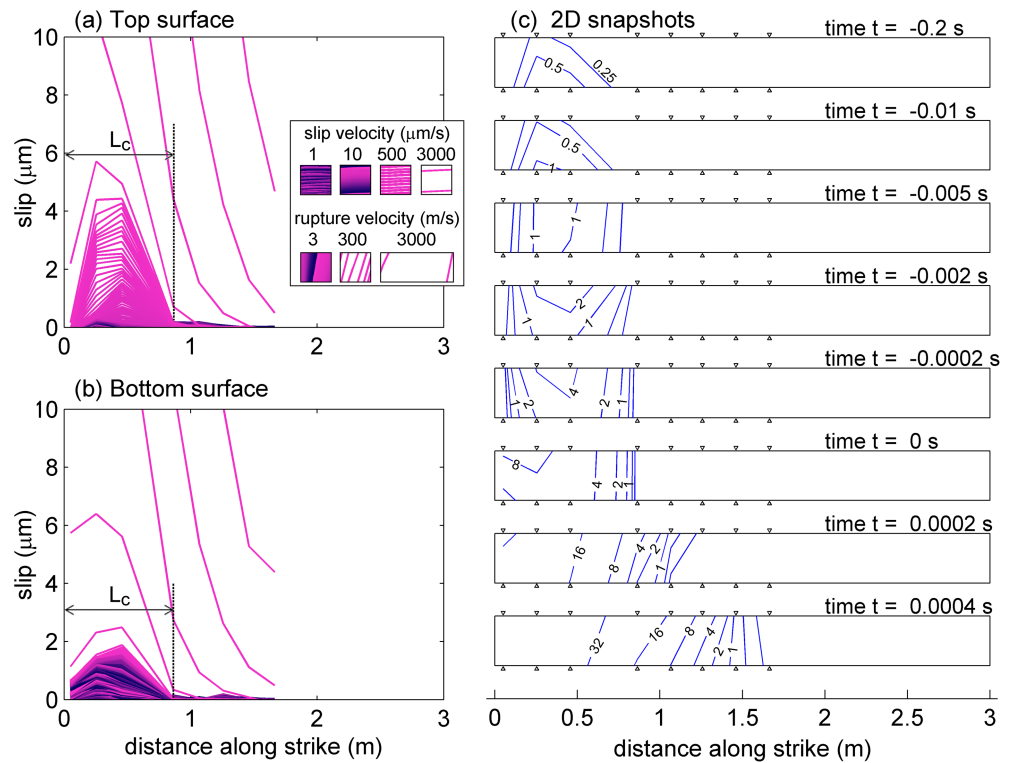 (a) Top surface
10
8
6
4
2
0
0
1
2
3
slip (μm)
Lc
slip velocity (μm/s)
1 10 500 3000
rupture velocity (m/s)
3 300 3000
(b) Bottom surface
10
8
6
4
2
0
0
1
2
3
slip (μm)
Lc
distance along strike (m)
(c) 2D snapshots
time t = -0.2 s
0.5 0.25
time t = -0.01 s
0.5
1
time t = -0.005 s
1 1
time t = -0.002 s
1 2 1
time t = -0.0002 s
1 2 4 2 1
time t = 0 s
8 4 2 1
time t = 0.0002 s
16 8 4 2 1
time t = 0.0004 s
32 16 8 4 2 1
0 0.5 1 1.5 2 2.5 3
distance along strike (m)